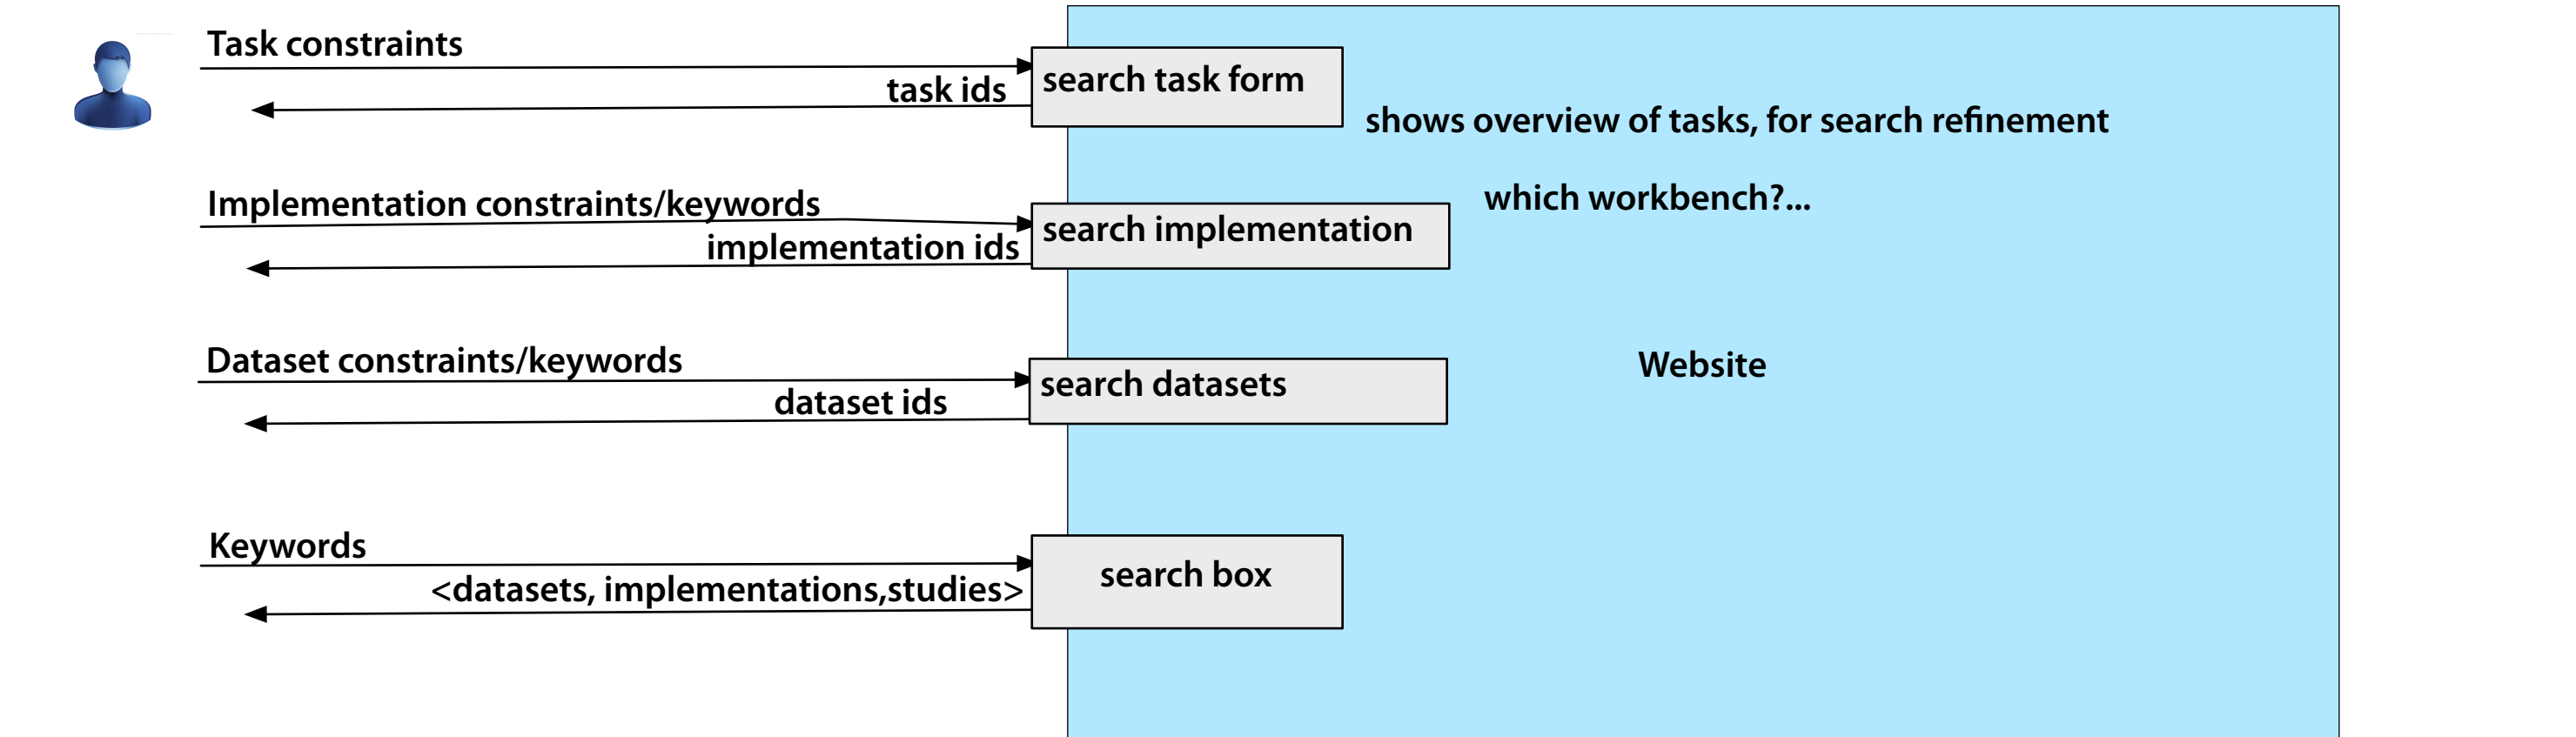 Task constraints
task ids
search task form
shows overview of tasks, for search refinement
Implementation constraints/keywords
implementation ids
search implementation
which workbench?...
Dataset constraints/keywords
dataset ids
search datasets
Website
Keywords
<datasets, implementations,studies>
search box